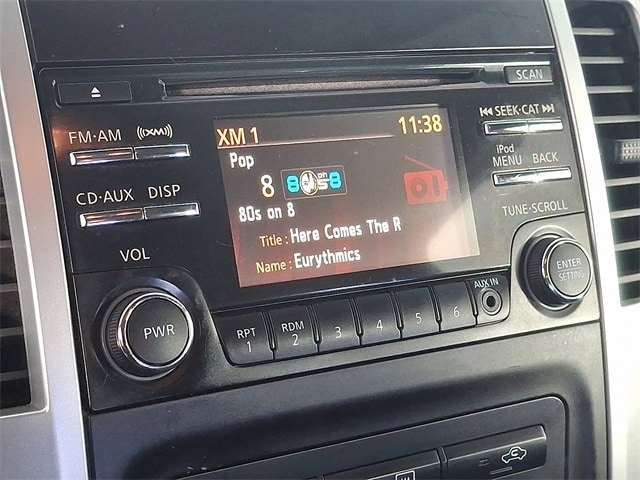 SCAN
FM·AM ((XM))
SEEK·CAT
CD·AUX DISP
iPod
MENU BACK
XM 1 11:38
Pop
8 8on8
80s on 8
Title : Here Comes The R
Name : Eurythmics
VOL
TUNE·SCROLL
PWR
ENTER
SETTING
AUX IN
RPT RDM
1 2 3 4 5 6